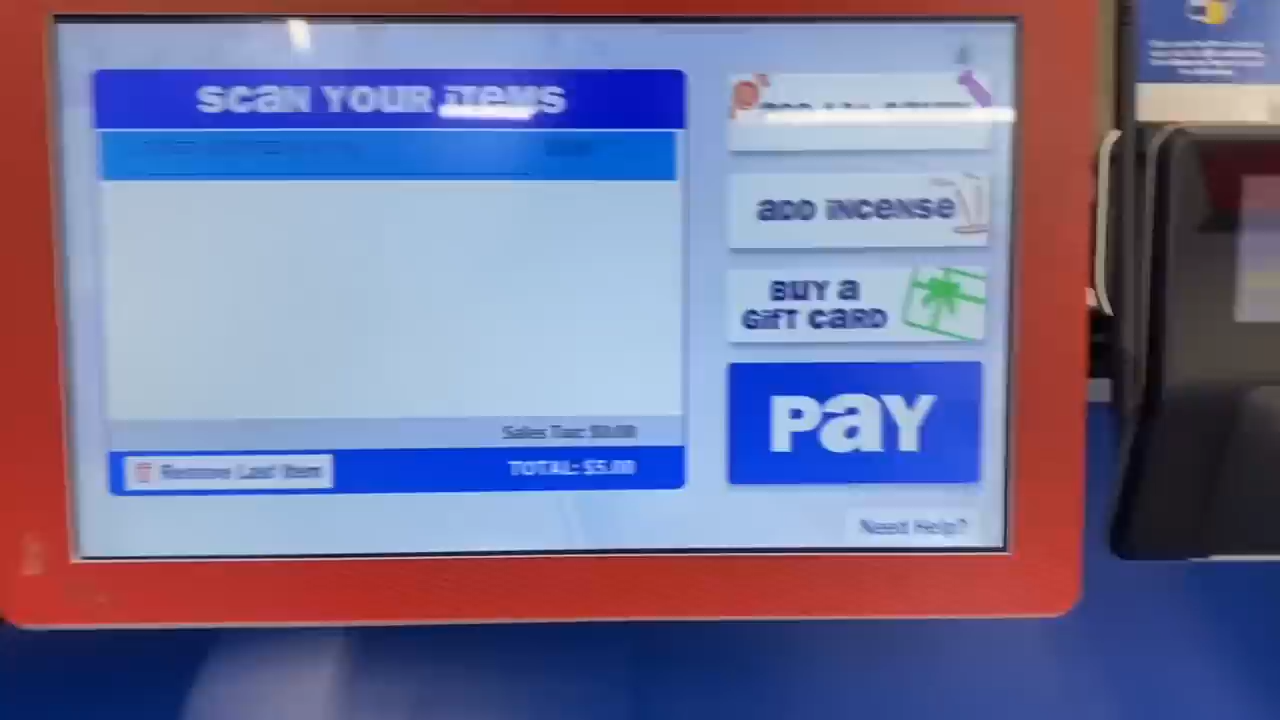 SCAN YOUR ITEMS
ADD INCENSE
BUY A
GIFT CARD
PAY
Sales Tax: $0.00
Remove Last Item
TOTAL: $5.00
Need Help?